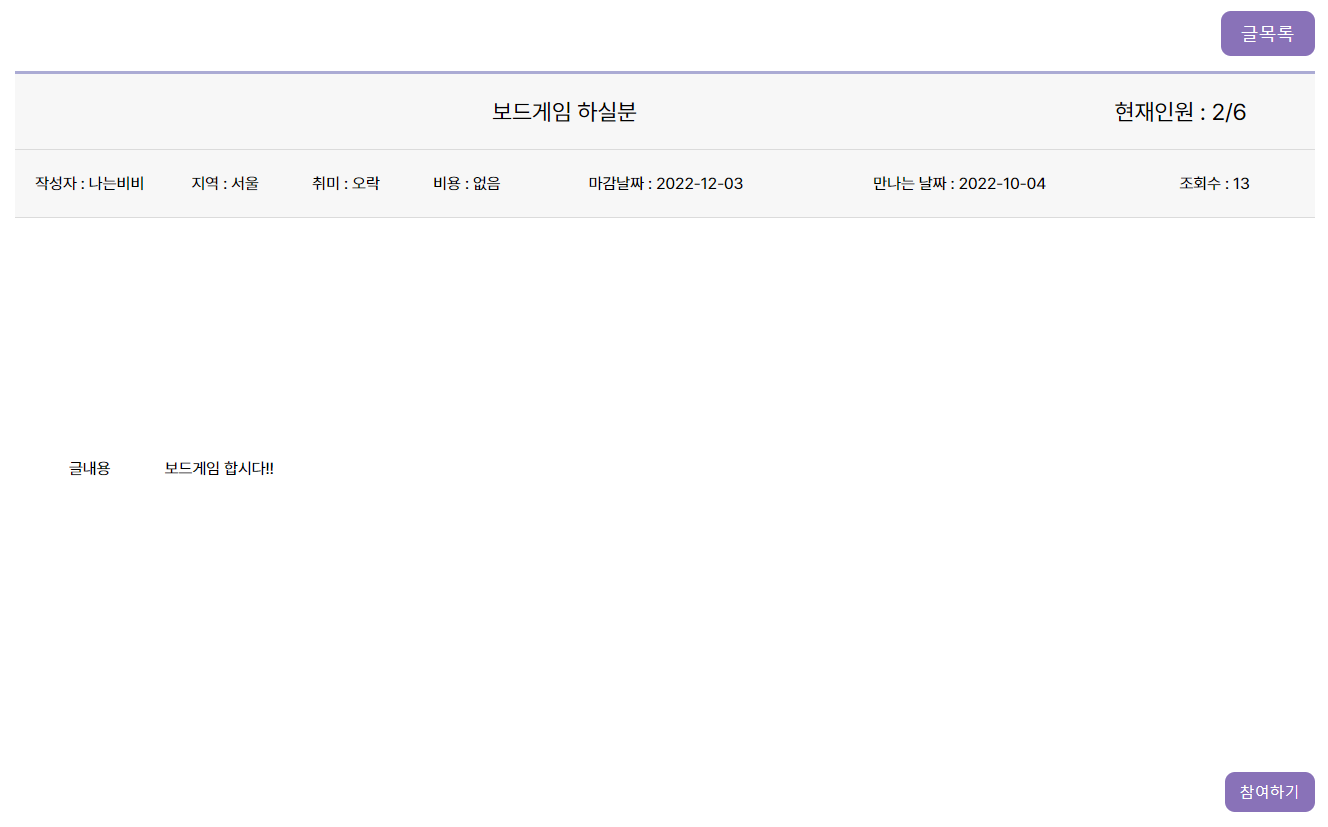 글목록
보드게임 하실분 현재인원 : 2/6
작성자 : 나는비비 지역 : 서울 취미 : 오락 비용 : 없음 마감날짜 : 2022-12-03 만나는 날짜 : 2022-10-04 조회수 : 13
글내용 보드게임 합시다!!
참여하기